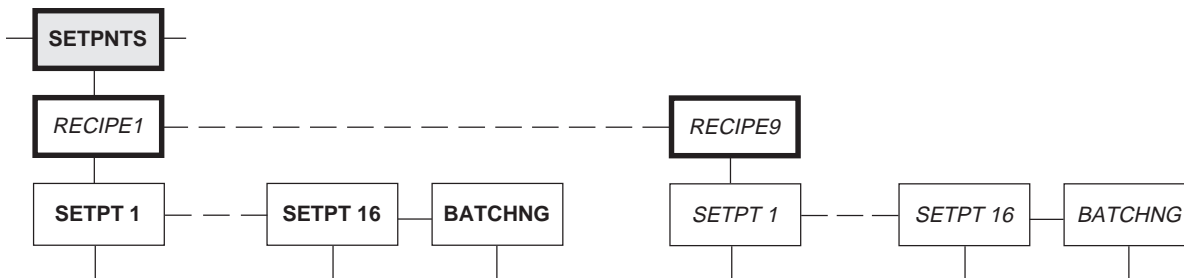 SETPNTS
RECIPE1 RECIPE9
SETPT 1 SETPT 16 BATCHNG SETPT 1 SETPT 16 BATCHNG